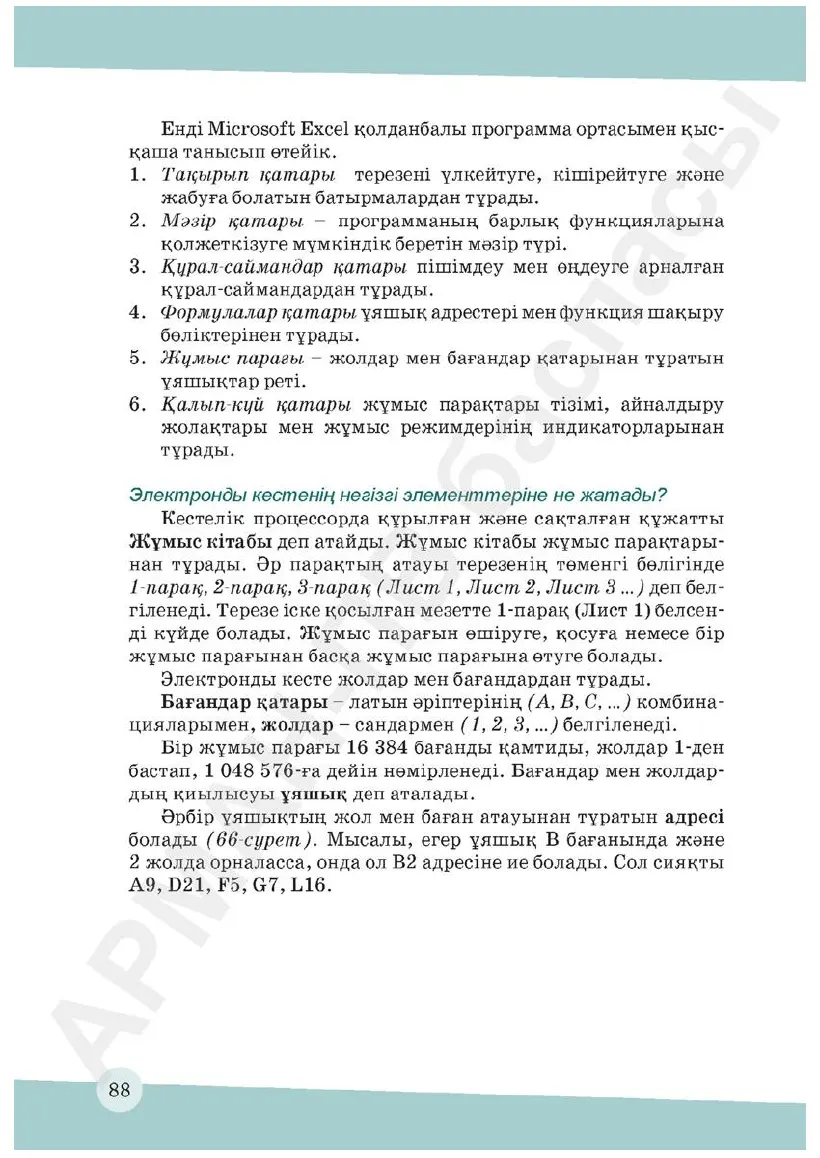 Енді Microsoft Excel қолданбалы программа ортасымен қыс-
қаша танысып өтейік.
1. Тақырып қатары терезені үлкейтуге, кішірейтуге және
жабуға болатын батырмалардан тұрады.
2. Мәзір қатары – программаның барлық функцияларына
қолжеткізуге мүмкіндік беретін мәзір түрі.
3. Құрал-саймандар қатары пішімдеу мен өңдеуге арналған
құрал-саймандардан тұрады.
4. Формулалар қатары ұяшық адрестері мен функция шақыру
бөліктерінен тұрады.
5. Жұмыс парағы – жолдар мен бағандар қатарынан тұратын
ұяшықтар реті.
6. Қалып-күй қатары жұмыс парақтары тізімі, айналдыру
жолақтары мен жұмыс режимдерінің индикаторларынан
тұрады.
Электронды кестенің негізгі элементтеріне не жатады?
Кестелік процессорда құрылған және сақталған құжатты
Жұмыс кітабы деп атайды. Жұмыс кітабы жұмыс парақтары-
нан тұрады. Әр парақтың атауы терезенің төменгі бөлігінде
1-парақ, 2-парақ, 3-парақ (Лист 1, Лист 2, Лист 3 ...) деп бел-
гіленеді. Терезе іске қосылған мезетте 1-парақ (Лист 1) белсен-
ді күйде болады. Жұмыс парағын өшіруге, қосуға немесе бір
жұмыс парағынан басқа жұмыс парағына өтуге болады.
Электронды кесте жолдар мен бағандардан тұрады.
Бағандар қатары – латын әріптерінің (A, B, C, ...) комбина-
цияларымен, жолдар – сандармен (1, 2, 3, ...) белгіленеді.
Бір жұмыс парағы 16 384 бағанды қамтиды, жолдар 1-ден
бастап, 1 048 576-ға дейін нөмірленеді. Бағандар мен жолдар-
дың қиылысуы ұяшық деп аталады.
Әрбір ұяшықтың жол мен баған атауынан тұратын адресі
болады (66-сурет). Мысалы, егер ұяшық B бағанында және
2 жолда орналасса, онда ол B2 адресіне ие болады. Сол сияқты
A9, D21, F5, G7, L16.
88
АРМАН-ПВ баспасы